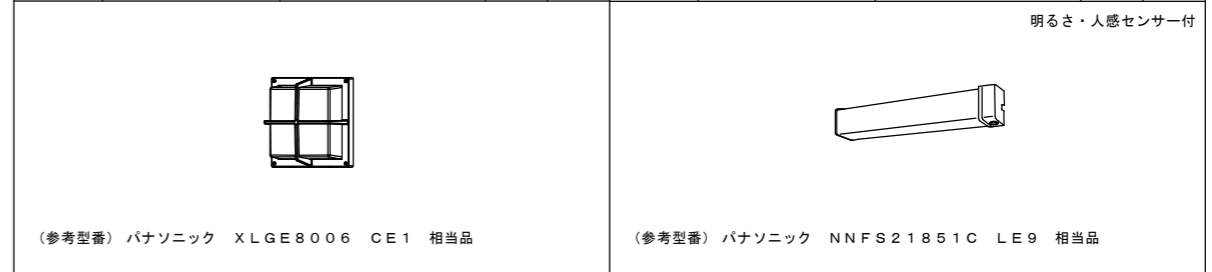 明るさ・人感センサー付
（参考型番） パナソニック　ＸＬＧＥ８００６　ＣＥ１　相当品
（参考型番） パナソニック　ＮＮＦＳ２１８５１Ｃ　ＬＥ９　相当品